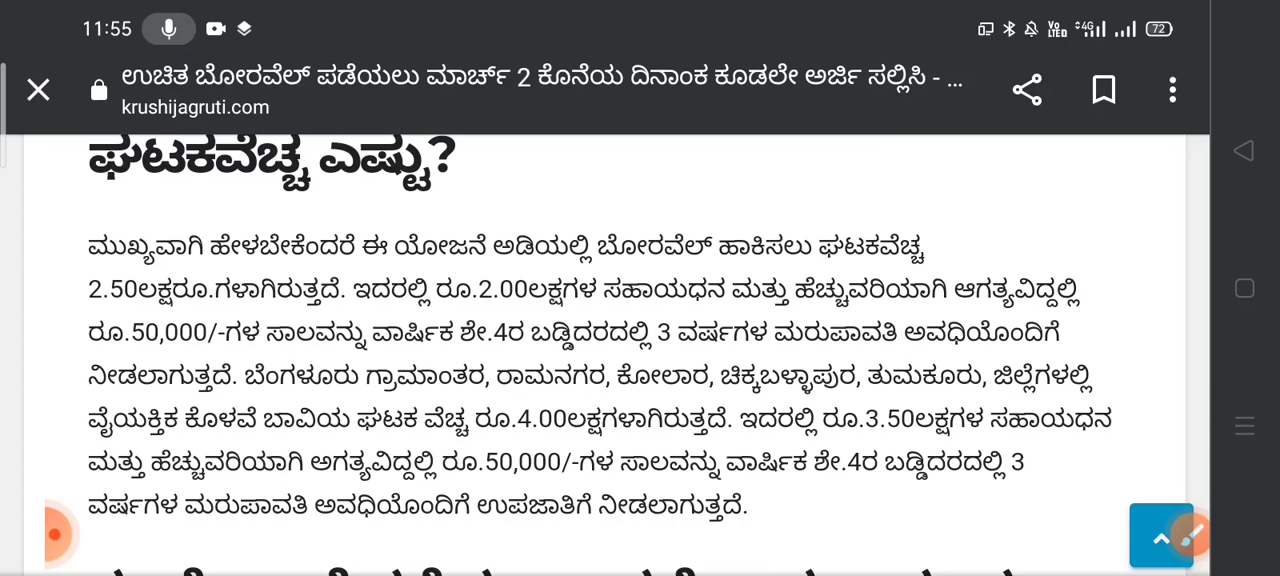 11:55 VoLTE 4G 72
ಉಚಿತ ಬೋರವೆಲ್ ಪಡೆಯಲು ಮಾರ್ಚ್ 2 ಕೊನೆಯ ದಿನಾಂಕ ಕೂಡಲೇ ಅರ್ಜಿ ಸಲ್ಲಿಸಿ - ...
krushijagruti.com
ಘಟಕವೆಚ್ಚ ಎಷ್ಟು?
ಮುಖ್ಯವಾಗಿ ಹೇಳಬೇಕೆಂದರೆ ಈ ಯೋಜನೆ ಅಡಿಯಲ್ಲಿ ಬೋರವೆಲ್ ಹಾಕಿಸಲು ಘಟಕವೆಚ್ಚ
2.50ಲಕ್ಷರೂ.ಗಳಾಗಿರುತ್ತದೆ. ಇದರಲ್ಲಿ ರೂ.2.00ಲಕ್ಷಗಳ ಸಹಾಯಧನ ಮತ್ತು ಹೆಚ್ಚುವರಿಯಾಗಿ ಆಗತ್ಯವಿದ್ದಲ್ಲಿ
ರೂ.50,000/-ಗಳ ಸಾಲವನ್ನು ವಾರ್ಷಿಕ ಶೇ.4ರ ಬಡ್ಡಿದರದಲ್ಲಿ 3 ವರ್ಷಗಳ ಮರುಪಾವತಿ ಅವಧಿಯೊಂದಿಗೆ
ನೀಡಲಾಗುತ್ತದೆ. ಬೆಂಗಳೂರು ಗ್ರಾಮಾಂತರ, ರಾಮನಗರ, ಕೋಲಾರ, ಚಿಕ್ಕಬಳ್ಳಾಪುರ, ತುಮಕೂರು, ಜಿಲ್ಲೆಗಳಲ್ಲಿ
ವೈಯಕ್ತಿಕ ಕೊಳವೆ ಬಾವಿಯ ಘಟಕ ವೆಚ್ಚ ರೂ.4.00ಲಕ್ಷಗಳಾಗಿರುತ್ತದೆ. ಇದರಲ್ಲಿ ರೂ.3.50ಲಕ್ಷಗಳ ಸಹಾಯಧನ
ಮತ್ತು ಹೆಚ್ಚುವರಿಯಾಗಿ ಅಗತ್ಯವಿದ್ದಲ್ಲಿ ರೂ.50,000/-ಗಳ ಸಾಲವನ್ನು ವಾರ್ಷಿಕ ಶೇ.4ರ ಬಡ್ಡಿದರದಲ್ಲಿ 3
ವರ್ಷಗಳ ಮರುಪಾವತಿ ಅವಧಿಯೊಂದಿಗೆ ಉಪಜಾತಿಗೆ ನೀಡಲಾಗುತ್ತದೆ.